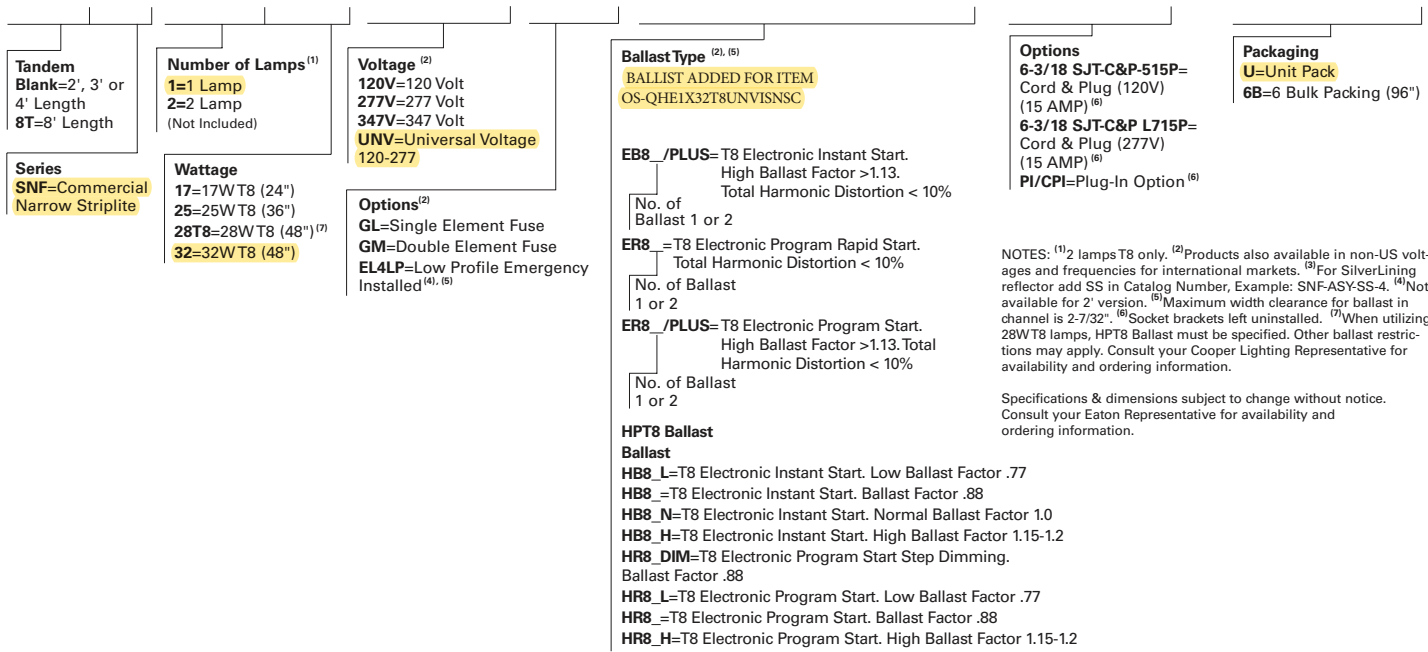 Tandem
Blank=2', 3' or
4' Length
8T=8' Length
Series
SNF=Commercial
Narrow Striplite
Number of Lamps(1)
1=1 Lamp
2=2 Lamp
(Not Included)
Wattage
17=17W T8 (24")
25=25W T8 (36")
28T8=28W T8 (48")(7)
32=32W T8 (48")
Voltage (2)
120V=120 Volt
277V=277 Volt
347V=347 Volt
UNV=Universal Voltage
120-277
Options(2)
GL=Single Element Fuse
GM=Double Element Fuse
EL4LP=Low Profile Emergency
Installed(4), (5)
Ballast Type (2), (5)
BALLIST ADDED FOR ITEM
OS-QHE1X32T8UNVISNSC
EB8_/PLUS=T8 Electronic Instant Start.
High Ballast Factor >1.13.
Total Harmonic Distortion < 10%
No. of
Ballast 1 or 2
ER8_=T8 Electronic Program Rapid Start.
Total Harmonic Distortion < 10%
No. of Ballast
1 or 2
ER8_/PLUS=T8 Electronic Program Start.
High Ballast Factor >1.13. Total
Harmonic Distortion < 10%
No. of Ballast
1 or 2
HPT8 Ballast
Ballast
HB8_L=T8 Electronic Instant Start. Low Ballast Factor .77
HB8_=T8 Electronic Instant Start. Ballast Factor .88
HB8_N=T8 Electronic Instant Start. Normal Ballast Factor 1.0
HB8_H=T8 Electronic Instant Start. High Ballast Factor 1.15-1.2
HR8_DIM=T8 Electronic Program Start Step Dimming.
Ballast Factor .88
HR8_L=T8 Electronic Program Start. Low Ballast Factor .77
HR8_=T8 Electronic Program Start. Ballast Factor .88
HR8_H=T8 Electronic Program Start. High Ballast Factor 1.15-1.2
Options
6-3/18 SJT-C&P-515P=
Cord & Plug (120V)
(15 AMP)(6)
6-3/18 SJT-C&P L715P=
Cord & Plug (277V)
(15 AMP)(6)
PI/CPI=Plug-In Option(6)
Packaging
U=Unit Pack
6B=6 Bulk Packing (96")
NOTES: (1)2 lamps T8 only. (2)Products also available in non-US volt-
ages and frequencies for international markets. (3)For SilverLining
reflector add SS in Catalog Number, Example: SNF-ASY-SS-4. (4)Not
available for 2' version. (5)Maximum width clearance for ballast in
channel is 2-7/32". (6)Socket brackets left uninstalled. (7)When utilizing
28W T8 lamps, HPT8 Ballast must be specified. Other ballast restric-
tions may apply. Consult your Cooper Lighting Representative for
availability and ordering information.
Specifications & dimensions subject to change without notice.
Consult your Eaton Representative for availability and
ordering information.